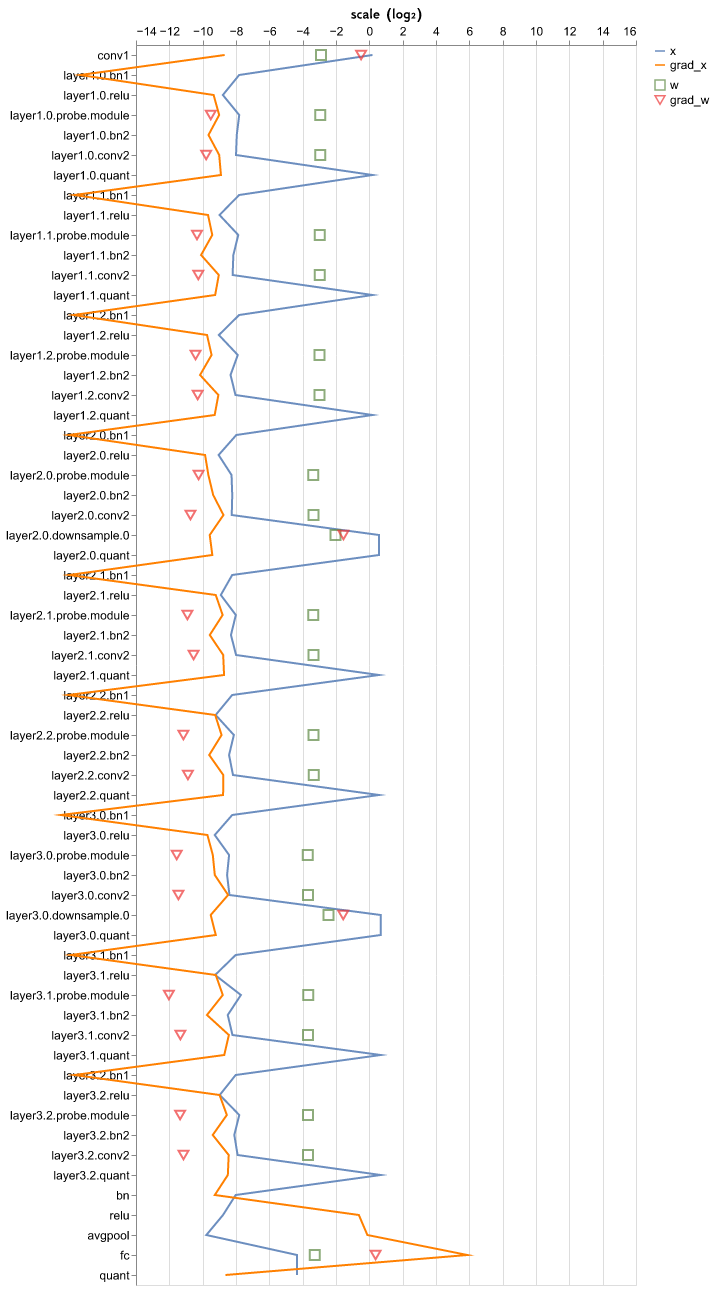 scale (log₂)
−14 −12 −10 −8 −6 −4 −2 0 2 4 6 8 10 12 14 16
x
grad_x
w
grad_w
conv1
layer1.0.bn1
layer1.0.relu
layer1.0.probe.module
layer1.0.bn2
layer1.0.conv2
layer1.0.quant
layer1.1.bn1
layer1.1.relu
layer1.1.probe.module
layer1.1.bn2
layer1.1.conv2
layer1.1.quant
layer1.2.bn1
layer1.2.relu
layer1.2.probe.module
layer1.2.bn2
layer1.2.conv2
layer1.2.quant
layer2.0.bn1
layer2.0.relu
layer2.0.probe.module
layer2.0.bn2
layer2.0.conv2
layer2.0.downsample.0
layer2.0.quant
layer2.1.bn1
layer2.1.relu
layer2.1.probe.module
layer2.1.bn2
layer2.1.conv2
layer2.1.quant
layer2.2.bn1
layer2.2.relu
layer2.2.probe.module
layer2.2.bn2
layer2.2.conv2
layer2.2.quant
layer3.0.bn1
layer3.0.relu
layer3.0.probe.module
layer3.0.bn2
layer3.0.conv2
layer3.0.downsample.0
layer3.0.quant
layer3.1.bn1
layer3.1.relu
layer3.1.probe.module
layer3.1.bn2
layer3.1.conv2
layer3.1.quant
layer3.2.bn1
layer3.2.relu
layer3.2.probe.module
layer3.2.bn2
layer3.2.conv2
layer3.2.quant
bn
relu
avgpool
fc
quant